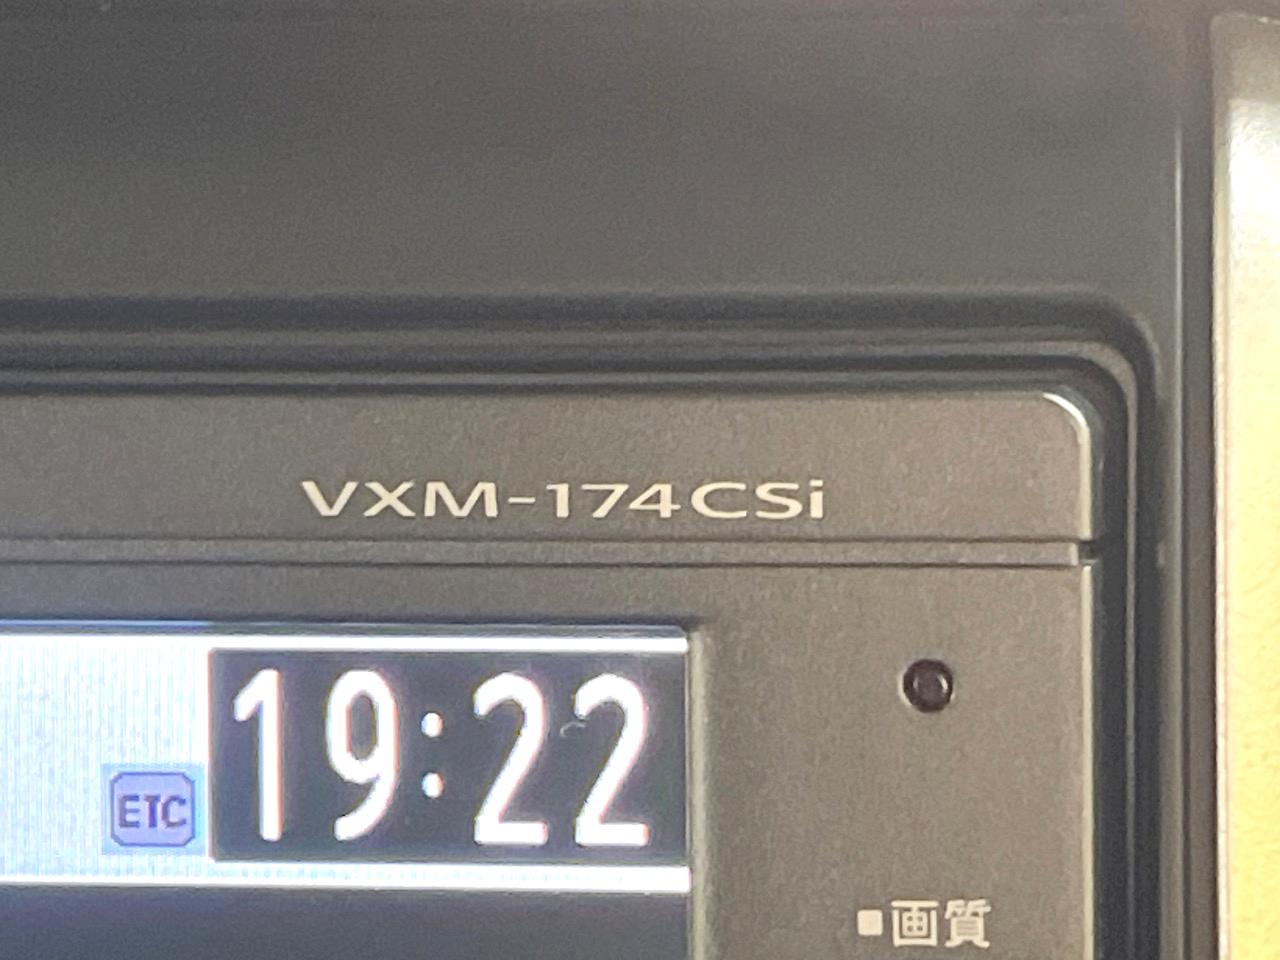 VXM-174CSi
19:22
ETC
■画質